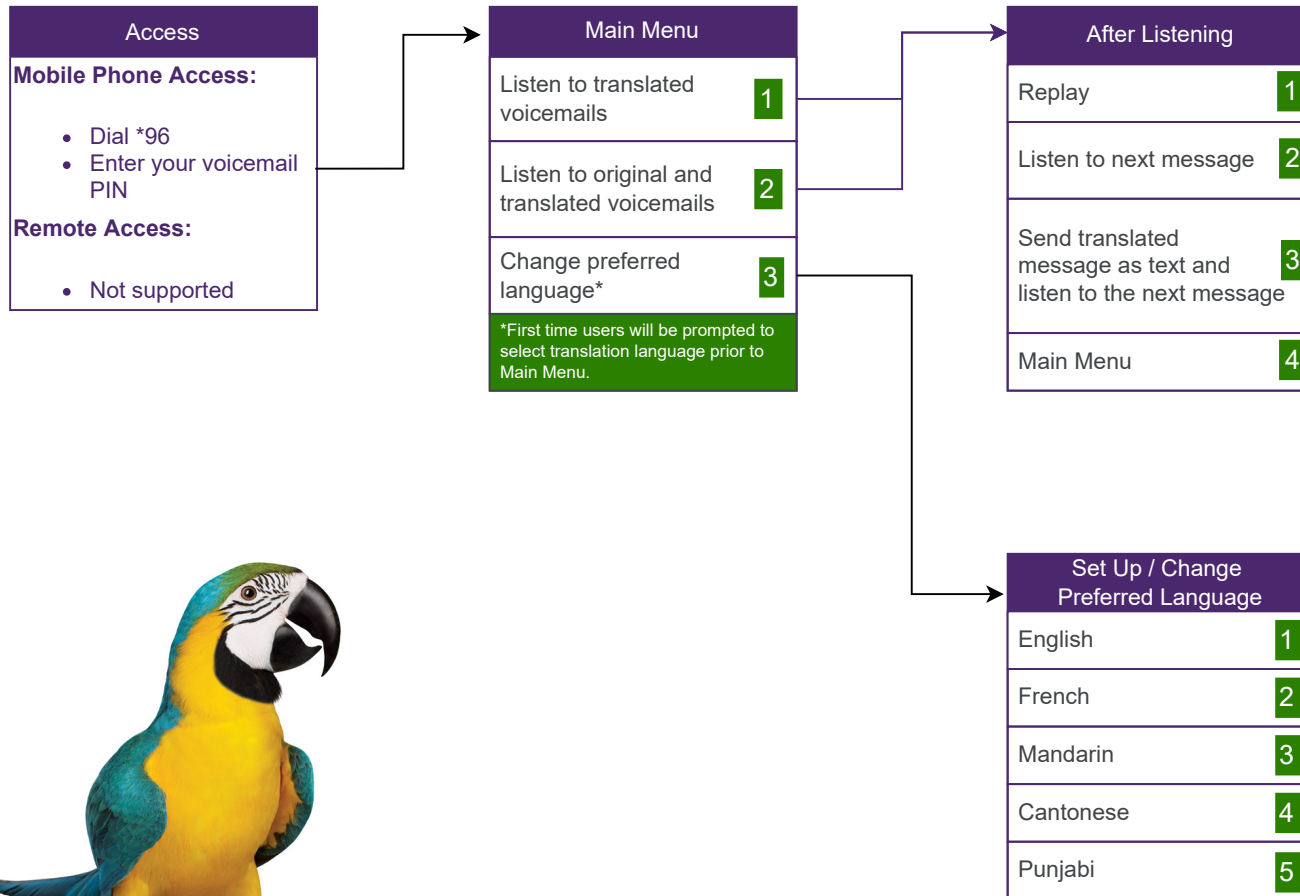 Access
Mobile Phone Access:
• Dial *96
• Enter your voicemail
PIN
Remote Access:
• Not supported
Main Menu
Listen to translated
voicemails
1
Listen to original and
translated voicemails
2
Change preferred
language*
3
*First time users will be prompted to
select translation language prior to
Main Menu.
After Listening
Replay
1
Listen to next message
2
Send translated
message as text and
listen to the next message
3
Main Menu
4
Set Up / Change
Preferred Language
English
1
French
2
Mandarin
3
Cantonese
4
Punjabi
5